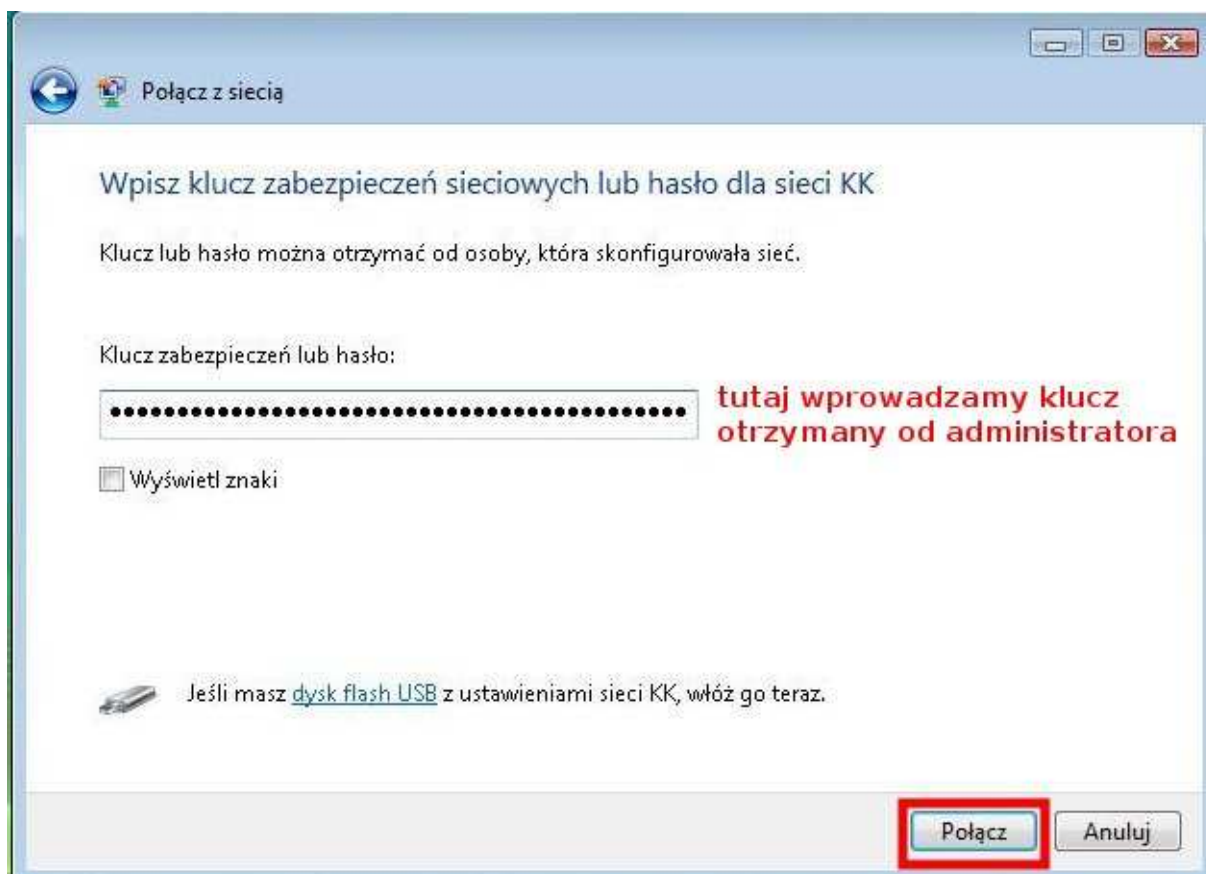 Połącz z siecią
Wpisz klucz zabezpieczeń sieciowych lub hasło dla sieci KK
Klucz lub hasło można otrzymać od osoby, która skonfigurowała sieć.
Klucz zabezpieczeń lub hasło:
tutaj wprowadzamy klucz
otrzymany od administratora
Wyświetl znaki
Jeśli masz dysk flash USB z ustawieniami sieci KK, włóż go teraz.
Połącz Anuluj